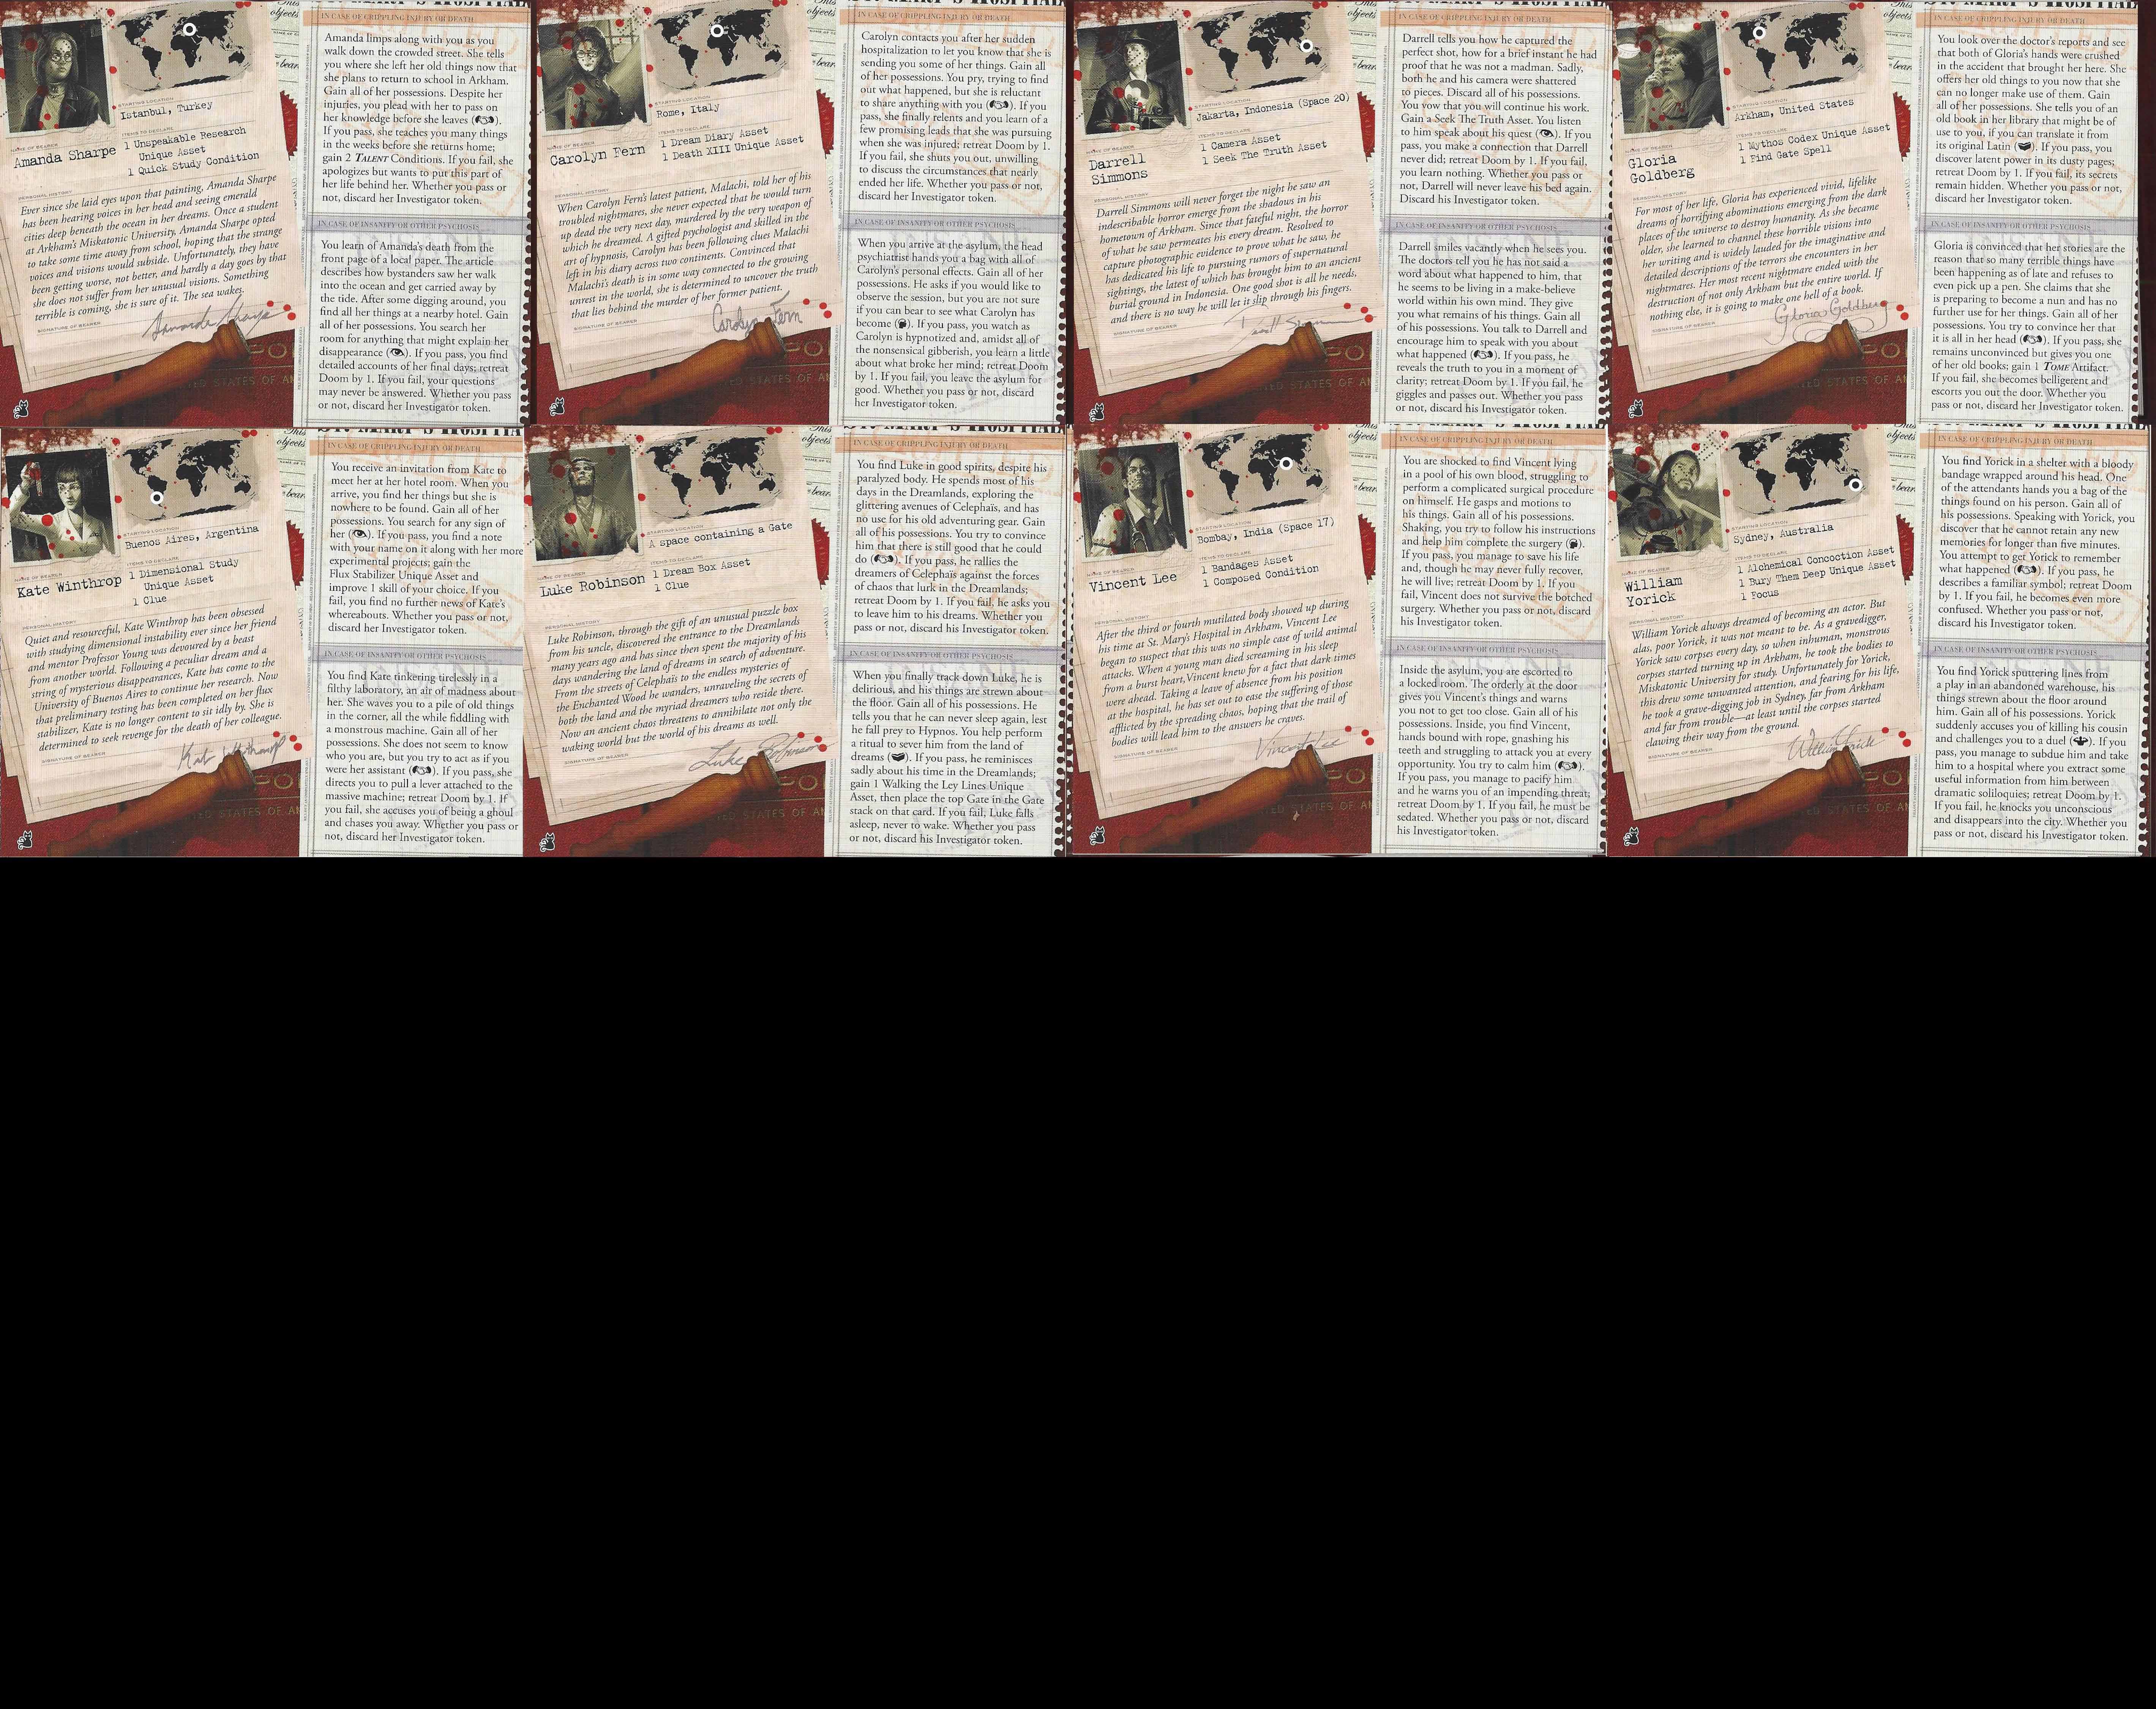 STARTING LOCATION
Istanbul, Turkey
ITEMS TO DECLARE
1 Unspeakable Research
Unique Asset
1 Quick Study Condition
NAME OF BEARER
Amanda Sharpe
PERSONAL HISTORY
Ever since she laid eyes upon that painting, Amanda Sharpe
has been hearing voices in her head and seeing emerald
cities deep beneath the ocean in her dreams. Once a student
at Arkham's Miskatonic University, Amanda Sharpe opted
to take some time away from school, hoping that the strange
voices and visions would subside. Unfortunately, they have
been getting worse, not better, and hardly a day goes by that
she does not suffer from her unusual visions. Something
terrible is coming, she is sure of it. The sea wakes.
SIGNATURE OF BEARER
Amanda Sharpe
IN CASE OF CRIPPLING INJURY OR DEATH
Amanda limps along with you as you
walk down the crowded street. She tells
you where she left her old things now that
she plans to return to school in Arkham.
Gain all of her possessions. Despite her
injuries, you plead with her to pass on
her knowledge before she leaves ( ).
If you pass, she teaches you many things
in the weeks before she returns home;
gain 2 TALENT Conditions. If you fail, she
apologizes but wants to put this part of
her life behind her. Whether you pass or
not, discard her Investigator token.
IN CASE OF INSANITY OR OTHER PSYCHOSIS
You learn of Amanda's death from the
front page of a local paper. The article
describes how bystanders saw her walk
into the ocean and get carried away by
the tide. After some digging around, you
find all her things at a nearby hotel. Gain
all of her possessions. You search her
room for anything that might explain her
disappearance ( ). If you pass, you find
detailed accounts of her final days; retreat
Doom by 1. If you fail, your questions
may never be answered. Whether you pass
or not, discard her Investigator token.
STARTING LOCATION
Rome, Italy
ITEMS TO DECLARE
1 Dream Diary Asset
1 Death XIII Unique Asset
NAME OF BEARER
Carolyn Fern
PERSONAL HISTORY
When Carolyn Fern's latest patient, Malachi, told her of his
troubled nightmares, she never expected that he would turn
up dead the very next day, murdered by the very weapon of
which he dreamed. A gifted psychologist and skilled in the
art of hypnosis, Carolyn has been following clues Malachi
left in his diary across two continents. Convinced that
Malachi's death is in some way connected to the growing
unrest in the world, she is determined to uncover the truth
that lies behind the murder of her former patient.
SIGNATURE OF BEARER
Carolyn Fern
IN CASE OF CRIPPLING INJURY OR DEATH
Carolyn contacts you after her sudden
hospitalization to let you know that she is
sending you some of her things. Gain all
of her possessions. You pry, trying to find
out what happened, but she is reluctant
to share anything with you ( ). If you
pass, she finally relents and you learn of a
few promising leads that she was pursuing
when she was injured; retreat Doom by 1.
If you fail, she shuts you out, unwilling
to discuss the circumstances that nearly
ended her life. Whether you pass or not,
discard her Investigator token.
IN CASE OF INSANITY OR OTHER PSYCHOSIS
When you arrive at the asylum, the head
psychiatrist hands you a bag with all of
Carolyn's personal effects. Gain all of her
possessions. He asks if you would like to
observe the session, but you are not sure
if you can bear to see what Carolyn has
become ( ). If you pass, you watch as
Carolyn is hypnotized and, amidst all of
the nonsensical gibberish, you learn a little
about what broke her mind; retreat Doom
by 1. If you fail, you leave the asylum for
good. Whether you pass or not, discard
her Investigator token.
STARTING LOCATION
Jakarta, Indonesia (Space 20)
ITEMS TO DECLARE
1 Camera Asset
1 Seek The Truth Asset
NAME OF BEARER
Darrell
Simmons
PERSONAL HISTORY
Darrell Simmons will never forget the night he saw an
indescribable horror emerge from the shadows in his
hometown of Arkham. Since that fateful night, the horror
of what he saw permeates his every dream. Resolved to
capture photographic evidence to prove what he saw, he
has dedicated his life to pursuing rumors of supernatural
sightings, the latest of which has brought him to an ancient
burial ground in Indonesia. One good shot is all he needs,
and there is no way he will let it slip through his fingers.
SIGNATURE OF BEARER
IN CASE OF CRIPPLING INJURY OR DEATH
Darrell tells you how he captured the
perfect shot, how for a brief instant he had
proof that he was not a madman. Sadly,
both he and his camera were shattered
to pieces. Discard all of his possessions.
You vow that you will continue his work.
Gain a Seek The Truth Asset. You listen
to him speak about his quest ( ). If you
pass, you make a connection that Darrell
never did; retreat Doom by 1. If you fail,
you learn nothing. Whether you pass or
not, Darrell will never leave his bed again.
Discard his Investigator token.
IN CASE OF INSANITY OR OTHER PSYCHOSIS
Darrell smiles vacantly when he sees you.
The doctors tell you he has not said a
word about what happened to him, that
he seems to be living in a make-believe
world within his own mind. They give
you what remains of his things. Gain all
of his possessions. You talk to Darrell and
encourage him to speak with you about
what happened ( ). If you pass, he
reveals the truth to you in a moment of
clarity; retreat Doom by 1. If you fail, he
giggles and passes out. Whether you pass
or not, discard his Investigator token.
STARTING LOCATION
Arkham, United States
ITEMS TO DECLARE
1 Mythos Codex Unique Asset
1 Find Gate Spell
NAME OF BEARER
Gloria
Goldberg
PERSONAL HISTORY
For most of her life, Gloria has experienced vivid, lifelike
dreams of horrifying abominations emerging from the dark
places of the universe to destroy humanity. As she became
older, she learned to channel these horrible visions into
her writing and is widely lauded for the imaginative and
detailed descriptions of the terrors she encounters in her
nightmares. Her most recent nightmare ended with the
destruction of not only Arkham but the entire world. If
nothing else, it is going to make one hell of a book.
SIGNATURE OF BEARER
Gloria Goldberg
IN CASE OF CRIPPLING INJURY OR DEATH
You look over the doctor's reports and see
that both of Gloria's hands were crushed
in the accident that brought her here. She
offers her old things to you now that she
can no longer make use of them. Gain
all of her possessions. She tells you of an
old book in her library that might be of
use to you, if you can translate it from
its original Latin ( ). If you pass, you
discover latent power in its dusty pages;
retreat Doom by 1. If you fail, its secrets
remain hidden. Whether you pass or not,
discard her Investigator token.
IN CASE OF INSANITY OR OTHER PSYCHOSIS
Gloria is convinced that her stories are the
reason that so many terrible things have
been happening as of late and refuses to
even pick up a pen. She claims that she
is preparing to become a nun and has no
further use for her things. Gain all of her
possessions. You try to convince her that
it is all in her head ( ). If you pass, she
remains unconvinced but gives you one
of her old books; gain 1 TOME Artifact.
If you fail, she becomes belligerent and
escorts you out the door. Whether you
pass or not, discard her Investigator token.
STARTING LOCATION
Buenos Aires, Argentina
ITEMS TO DECLARE
1 Dimensional Study
Unique Asset
1 Clue
NAME OF BEARER
Kate Winthrop
PERSONAL HISTORY
Quiet and resourceful, Kate Winthrop has been obsessed
with studying dimensional instability ever since her friend
and mentor Professor Young was devoured by a beast
from another world. Following a peculiar dream and a
string of mysterious disappearances, Kate has come to the
University of Buenos Aires to continue her research. Now
that preliminary testing has been completed on her flux
stabilizer, Kate is no longer content to sit idly by. She is
determined to seek revenge for the death of her colleague.
SIGNATURE OF BEARER
Kate Winthrop
IN CASE OF CRIPPLING INJURY OR DEATH
You receive an invitation from Kate to
meet her at her hotel room. When you
arrive, you find her things but she is
nowhere to be found. Gain all of her
possessions. You search for any sign of
her ( ). If you pass, you find a note
with your name on it along with her more
experimental projects; gain the
Flux Stabilizer Unique Asset and
improve 1 skill of your choice. If you
fail, you find no further news of Kate's
whereabouts. Whether you pass or not,
discard her Investigator token.
IN CASE OF INSANITY OR OTHER PSYCHOSIS
You find Kate tinkering tirelessly in a
filthy laboratory, an air of madness about
her. She waves you to a pile of old things
in the corner, all the while fiddling with
a monstrous machine. Gain all of her
possessions. She does not seem to know
who you are, but you try to act as if you
were her assistant ( ). If you pass, she
directs you to pull a lever attached to the
massive machine; retreat Doom by 1. If
you fail, she accuses you of being a ghoul
and chases you away. Whether you pass or
not, discard her Investigator token.
STARTING LOCATION
A space containing a Gate
ITEMS TO DECLARE
1 Dream Box Asset
1 Clue
NAME OF BEARER
Luke Robinson
PERSONAL HISTORY
Luke Robinson, through the gift of an unusual puzzle box
from his uncle, discovered the entrance to the Dreamlands
many years ago and has since then spent the majority of his
days wandering the land of dreams in search of adventure.
From the streets of Celephaïs to the endless mysteries of
the Enchanted Wood he wanders, unraveling the secrets of
both the land and the myriad dreamers who reside there.
Now an ancient chaos threatens to annihilate not only the
waking world but the world of his dreams as well.
SIGNATURE OF BEARER
Luke Robinson
IN CASE OF CRIPPLING INJURY OR DEATH
You find Luke in good spirits, despite his
paralyzed body. He spends most of his
days in the Dreamlands, exploring the
glittering avenues of Celephaïs, and has
no use for his old adventuring gear. Gain
all of his possessions. You try to convince
him that there is still good that he could
do ( ). If you pass, he rallies the
dreamers of Celephaïs against the forces
of chaos that lurk in the Dreamlands;
retreat Doom by 1. If you fail, he asks you
to leave him to his dreams. Whether you
pass or not, discard his Investigator token.
IN CASE OF INSANITY OR OTHER PSYCHOSIS
When you finally track down Luke, he is
delirious, and his things are strewn about
the floor. Gain all of his possessions. He
tells you that he can never sleep again, lest
he fall prey to Hypnos. You help perform
a ritual to sever him from the land of
dreams ( ). If you pass, he reminisces
sadly about his time in the Dreamlands;
gain 1 Walking the Ley Lines Unique
Asset, then place the top Gate in the Gate
stack on that card. If you fail, Luke falls
asleep, never to wake. Whether you pass
or not, discard his Investigator token.
STARTING LOCATION
Bombay, India (Space 17)
ITEMS TO DECLARE
1 Bandages Asset
1 Composed Condition
NAME OF BEARER
Vincent Lee
PERSONAL HISTORY
After the third or fourth mutilated body showed up during
his time at St. Mary's Hospital in Arkham, Vincent Lee
began to suspect that this was no simple case of wild animal
attacks. When a young man died screaming in his sleep
from a burst heart, Vincent knew for a fact that dark times
were ahead. Taking a leave of absence from his position
at the hospital, he has set out to ease the suffering of those
afflicted by the spreading chaos, hoping that the trail of
bodies will lead him to the answers he craves.
SIGNATURE OF BEARER
Vincent Lee
IN CASE OF CRIPPLING INJURY OR DEATH
You are shocked to find Vincent lying
in a pool of his own blood, struggling to
perform a complicated surgical procedure
on himself. He gasps and motions to
his things. Gain all of his possessions.
Shaking, you try to follow his instructions
and help him complete the surgery ( ).
If you pass, you manage to save his life
and, though he may never fully recover,
he will live; retreat Doom by 1. If you
fail, Vincent does not survive the botched
surgery. Whether you pass or not, discard
his Investigator token.
IN CASE OF INSANITY OR OTHER PSYCHOSIS
Inside the asylum, you are escorted to
a locked room. The orderly at the door
gives you Vincent's things and warns
you not to get too close. Gain all of his
possessions. Inside, you find Vincent,
hands bound with rope, gnashing his
teeth and struggling to attack you at every
opportunity. You try to calm him ( ).
If you pass, you manage to pacify him
and he warns you of an impending threat;
retreat Doom by 1. If you fail, he must be
sedated. Whether you pass or not, discard
his Investigator token.
STARTING LOCATION
Sydney, Australia
ITEMS TO DECLARE
1 Alchemical Concoction Asset
1 Bury Them Deep Unique Asset
1 Focus
NAME OF BEARER
William
Yorick
PERSONAL HISTORY
William Yorick always dreamed of becoming an actor. But
alas, poor Yorick, it was not meant to be. As a gravedigger,
Yorick saw corpses every day, so when inhuman, monstrous
corpses started turning up in Arkham, he took the bodies to
Miskatonic University for study. Unfortunately for Yorick,
this drew some unwanted attention, and fearing for his life,
he took a grave-digging job in Sydney, far from Arkham
and far from trouble—at least until the corpses started
clawing their way from the ground.
SIGNATURE OF BEARER
William Yorick
IN CASE OF CRIPPLING INJURY OR DEATH
You find Yorick in a shelter with a bloody
bandage wrapped around his head. One
of the attendants hands you a bag of the
things found on his person. Gain all of
his possessions. Speaking with Yorick, you
discover that he cannot retain any new
memories for longer than five minutes.
You attempt to get Yorick to remember
what happened ( ). If you pass, he
describes a familiar symbol; retreat Doom
by 1. If you fail, he becomes even more
confused. Whether you pass or not,
discard his Investigator token.
IN CASE OF INSANITY OR OTHER PSYCHOSIS
You find Yorick sputtering lines from
a play in an abandoned warehouse, his
things strewn about the floor around
him. Gain all of his possessions. Yorick
suddenly accuses you of killing his cousin
and challenges you to a duel ( ). If you
pass, you manage to subdue him and take
him to a hospital where you extract some
useful information from between
dramatic soliloquies; retreat Doom by 1.
If you fail, he knocks you unconscious
and disappears into the city. Whether you
pass or not, discard his Investigator token.